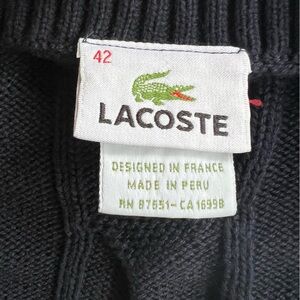 42
LACOSTE
DESIGNED IN FRANCE
MADE IN PERU
RN 87651-CA16998